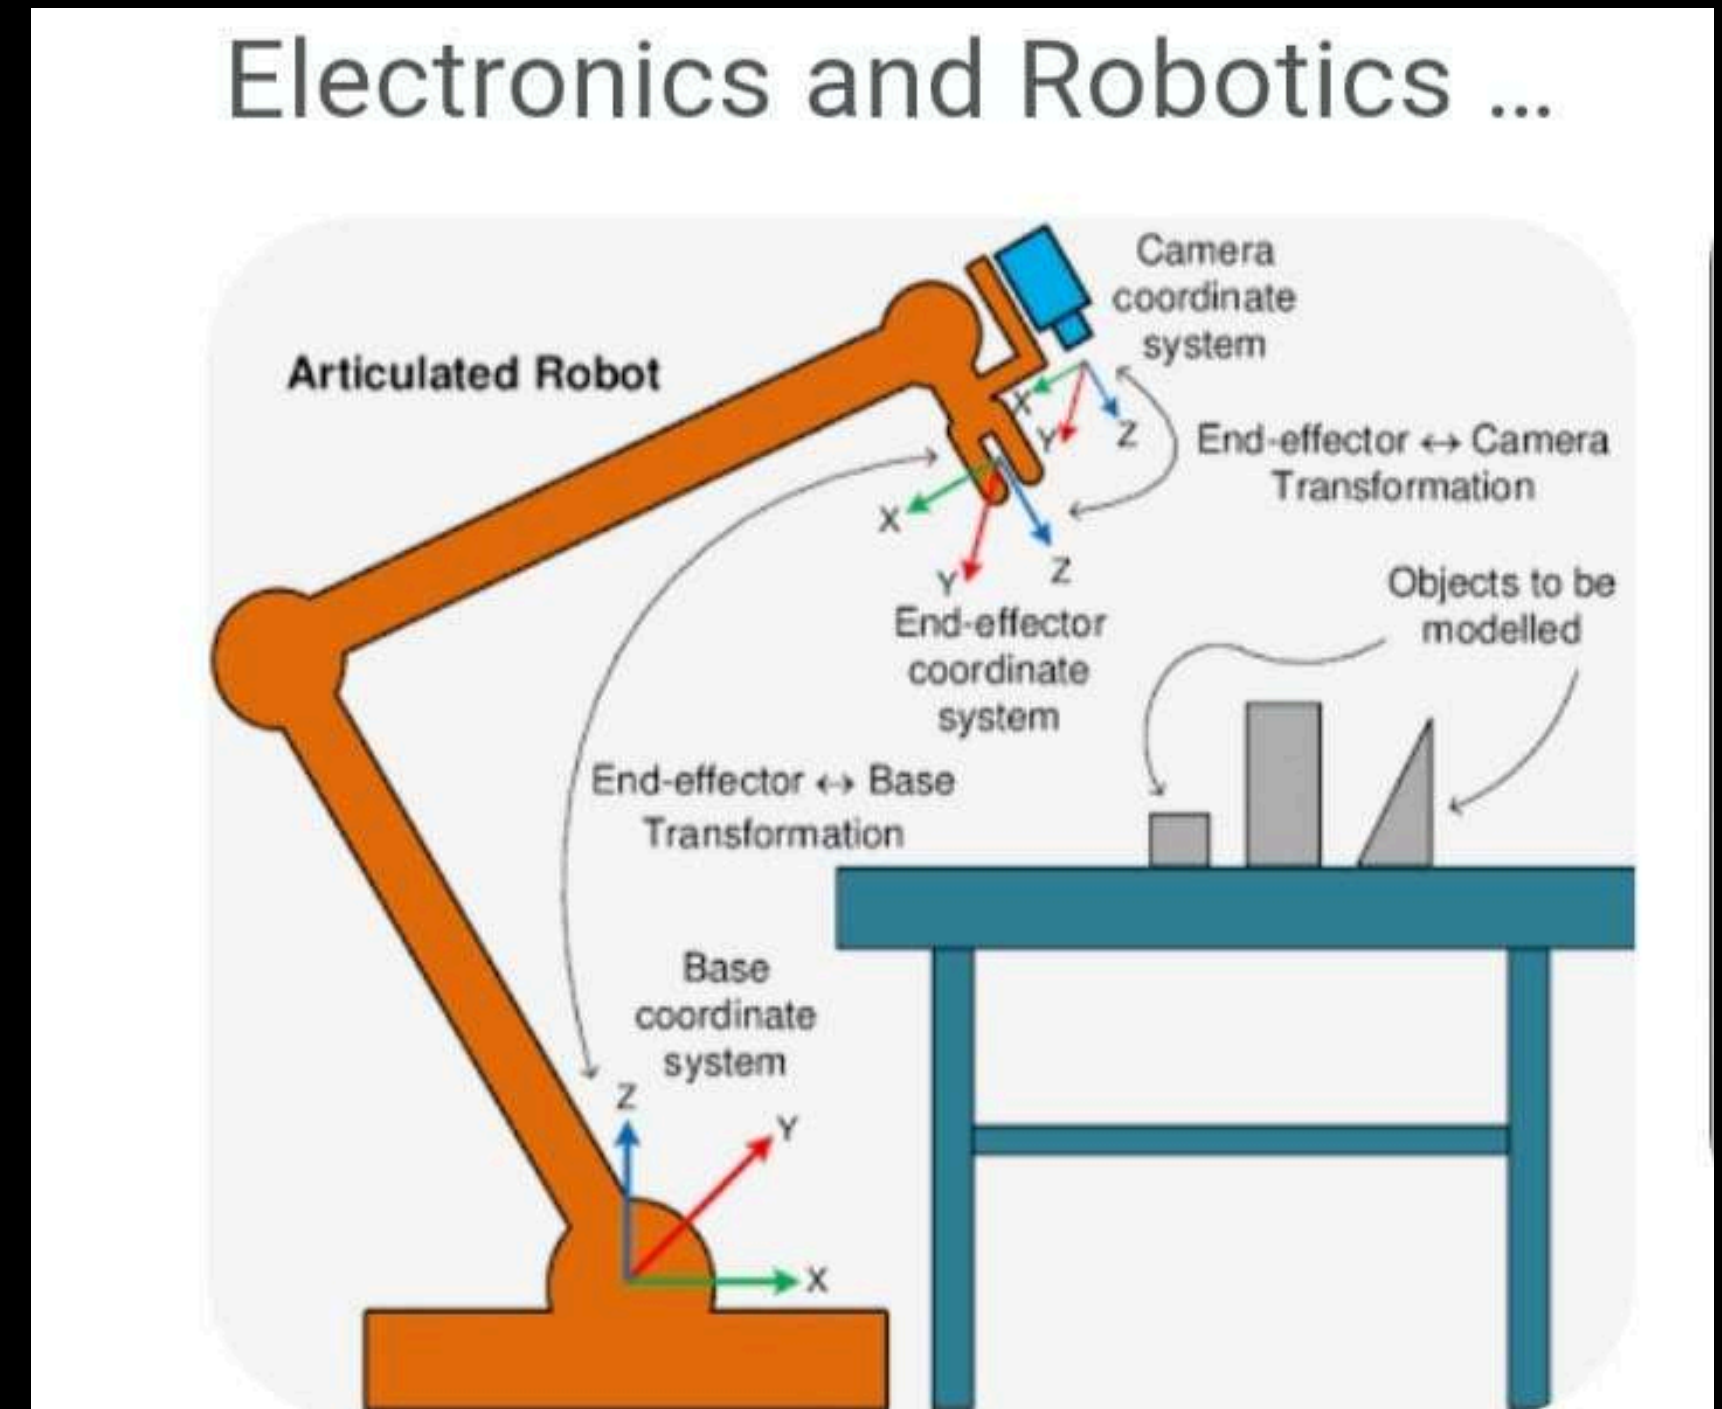 Electronics and Robotics ...
Camera
coordinate
system
Articulated Robot
X
Y
Z
End-effector ↔ Camera
Transformation
X
Y
Z
End-effector
coordinate
system
Objects to be
modelled
End-effector ↔ Base
Transformation
Base
coordinate
system
Z
Y
X